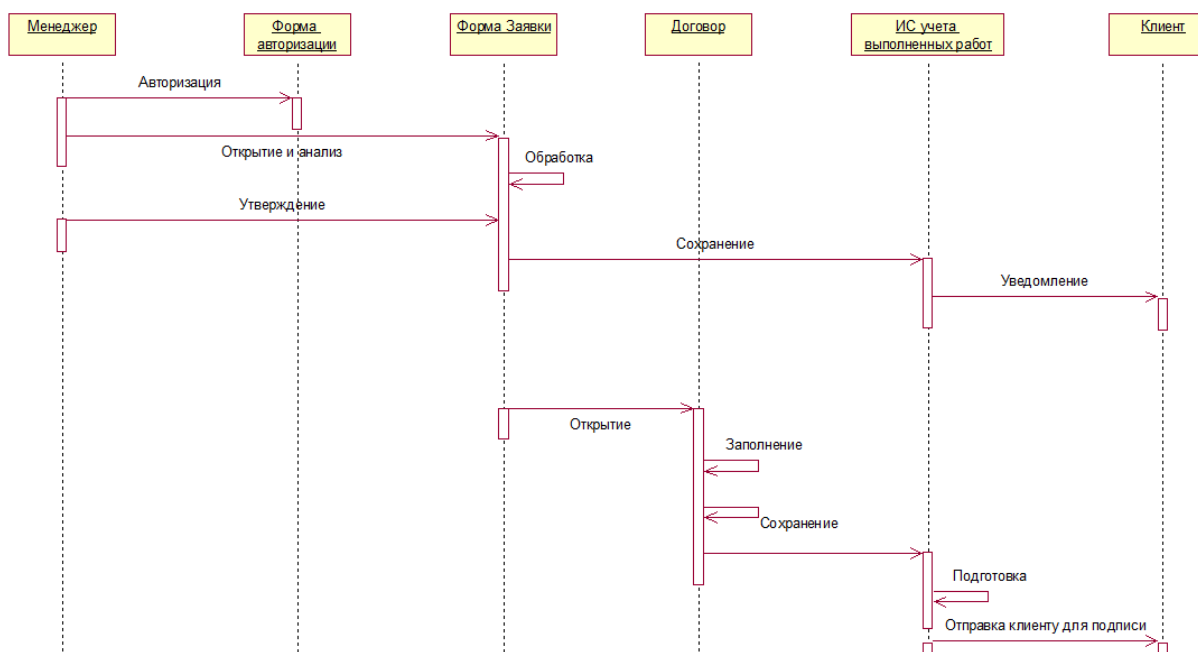 Менеджер
Форма
авторизации
Форма Заявки
Договор
ИС учета
выполненных работ
Клиент
Авторизация
Открытие и анализ
Обработка
Утверждение
Сохранение
Уведомление
Открытие
Заполнение
Сохранение
Подготовка
Отправка клиенту для подписи